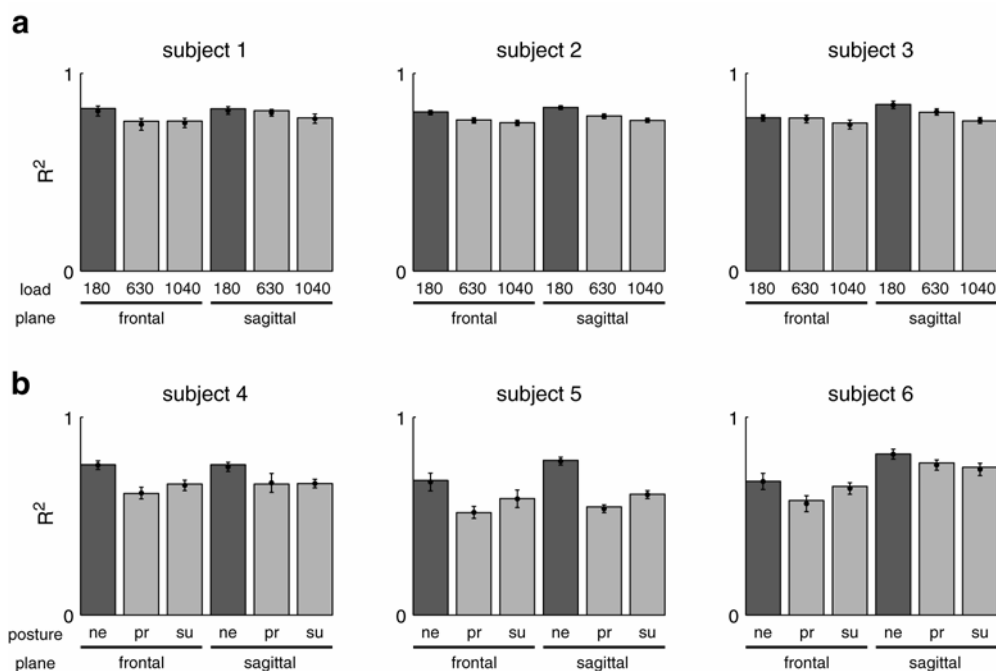 a
subject 1 subject 2 subject 3
1 1 1
R²
0 0 0
load 180 630 1040 180 630 1040 180 630 1040 180 630 1040 180 630 1040 180 630 1040
plane frontal sagittal frontal sagittal frontal sagittal
b
subject 4 subject 5 subject 6
1 1 1
R²
0 0 0
posture ne pr su ne pr su ne pr su ne pr su ne pr su ne pr su
plane frontal sagittal frontal sagittal frontal sagittal